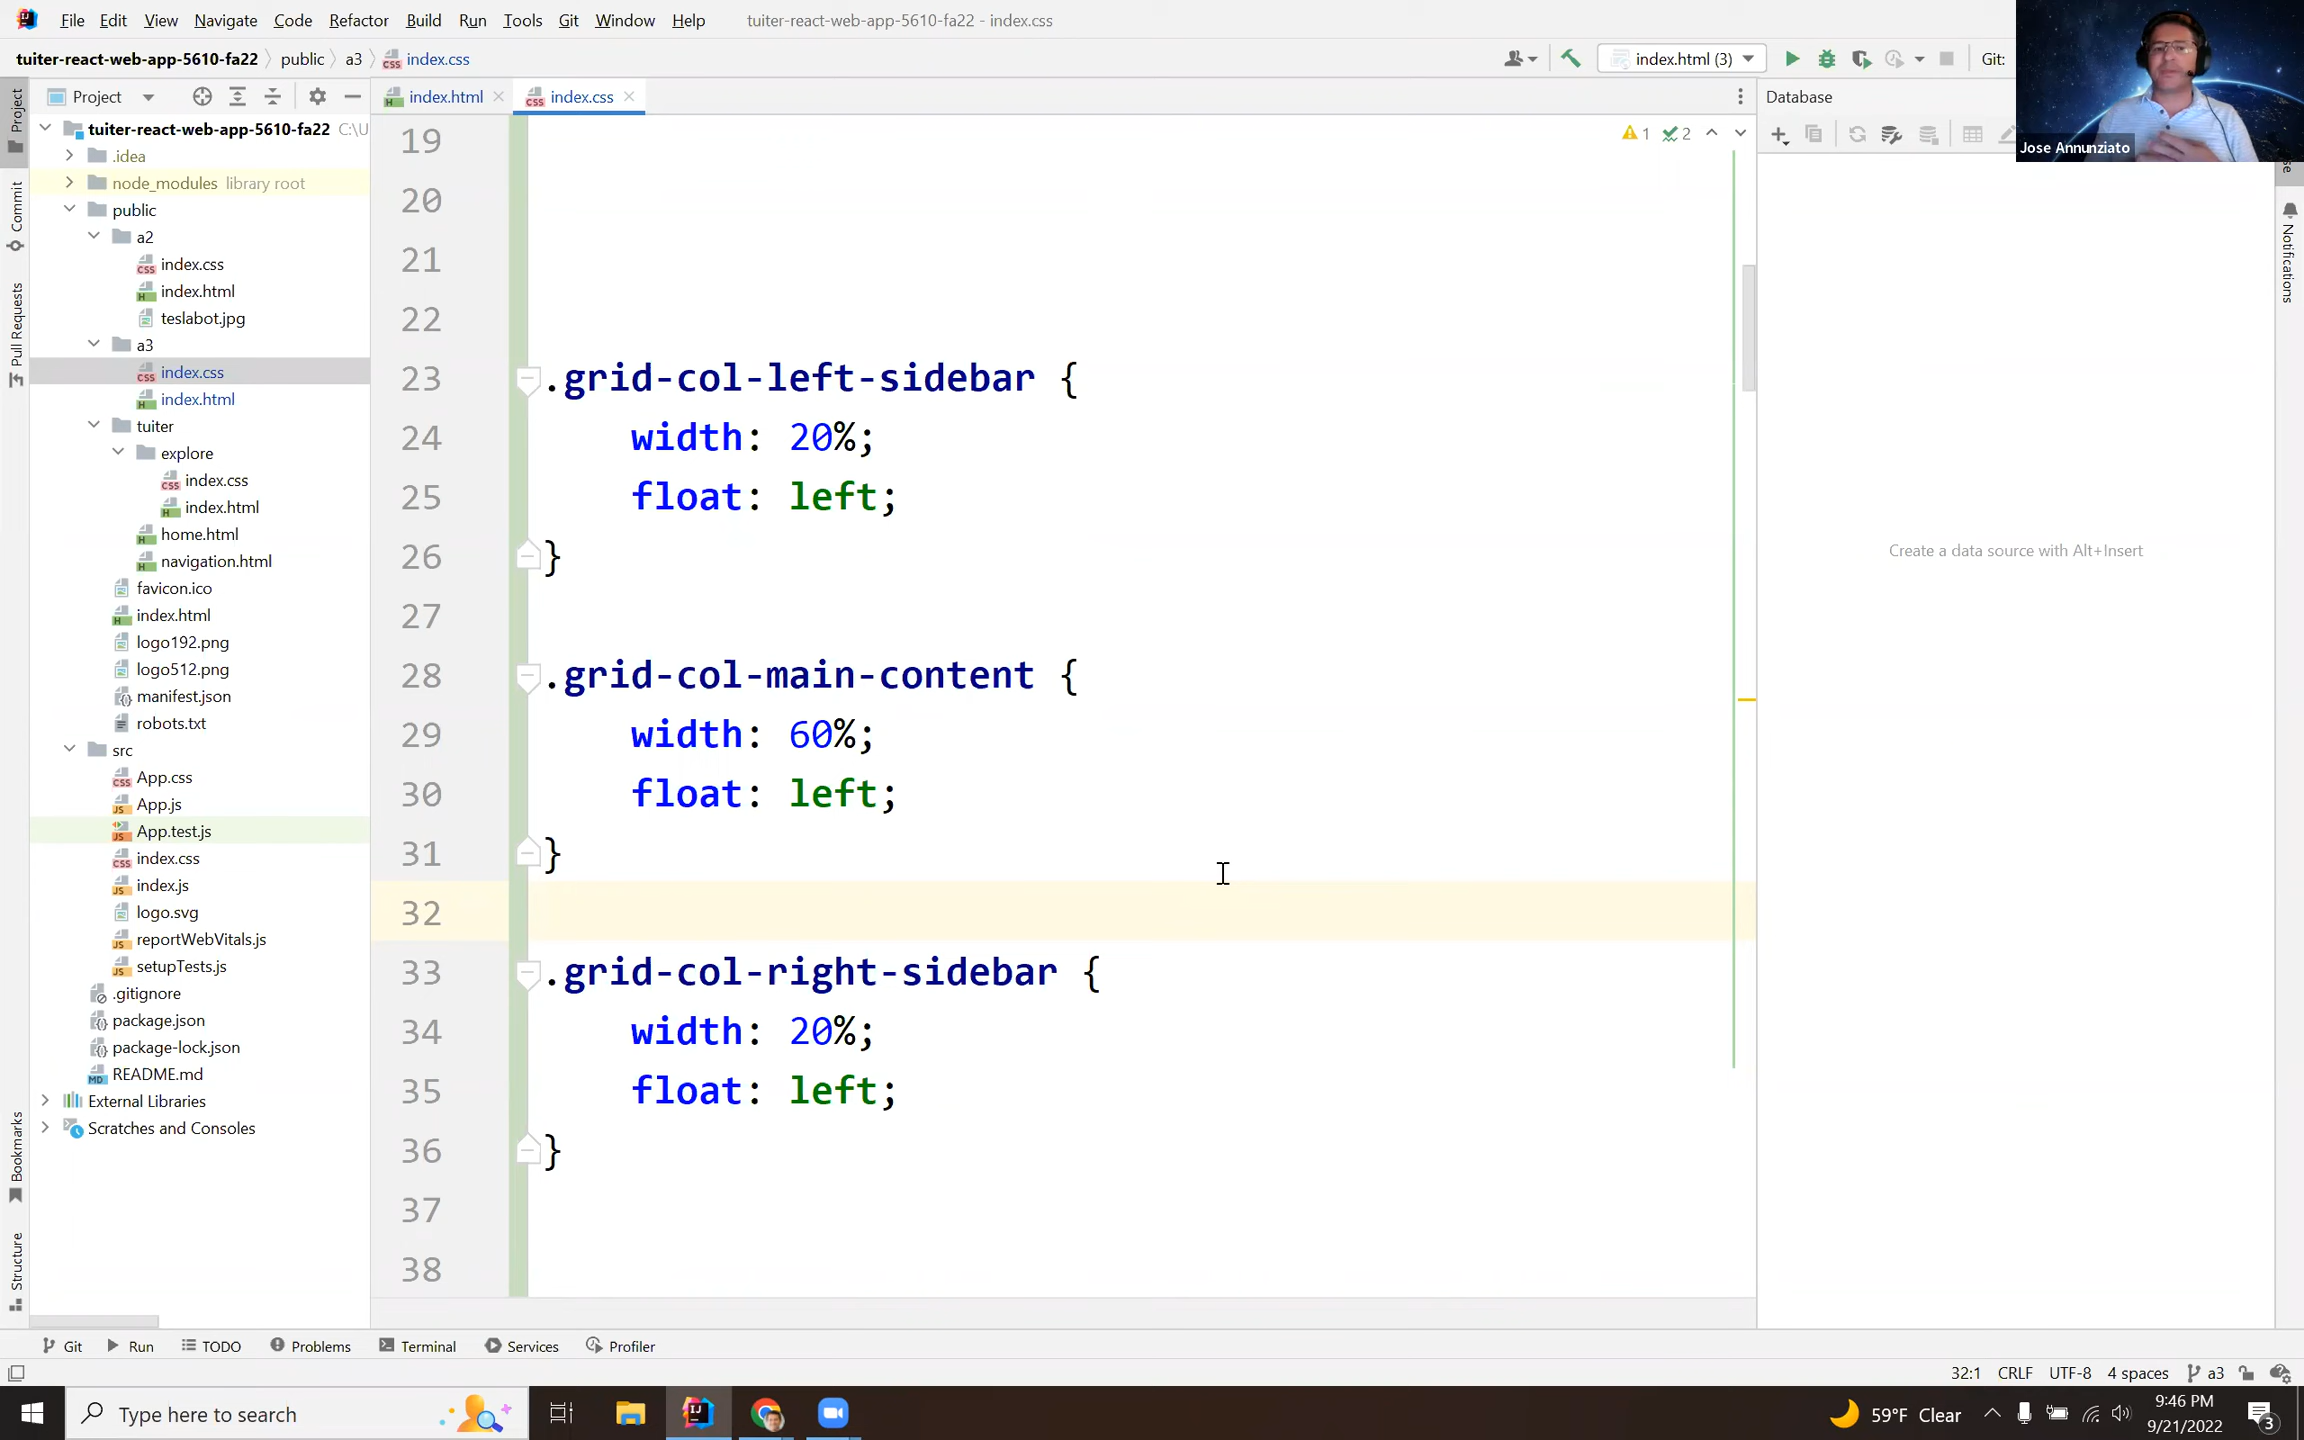 File Edit View Navigate Code Refactor Build Run Tools Git Window Help tuiter-react-web-app-5610-fa22 - index.css
tuiter-react-web-app-5610-fa22 public a3 index.css index.html (3) Git:
Project index.html index.css Database
Jose Annunziato
Project
Commit
Pull Requests
Bookmarks
Structure
Notifications
tuiter-react-web-app-5610-fa22 C:\U
.idea
node_modules library root
public
a2
index.css
index.html
teslabot.jpg
a3
index.css
index.html
tuiter
explore
index.css
index.html
home.html
navigation.html
favicon.ico
index.html
logo192.png
logo512.png
manifest.json
robots.txt
src
App.css
App.js
App.test.js
index.css
index.js
logo.svg
reportWebVitals.js
setupTests.js
.gitignore
package.json
package-lock.json
README.md
External Libraries
Scratches and Consoles
1 2
19
20
21
22
23 .grid-col-left-sidebar {
24 width: 20%;
25 float: left;
26 }
27
28 .grid-col-main-content {
29 width: 60%;
30 float: left;
31 }
32
33 .grid-col-right-sidebar {
34 width: 20%;
35 float: left;
36 }
37
38
Create a data source with Alt+Insert
Git Run TODO Problems Terminal Services Profiler
32:1 CRLF UTF-8 4 spaces a3
Type here to search
59°F Clear
9:46 PM
9/21/2022
3